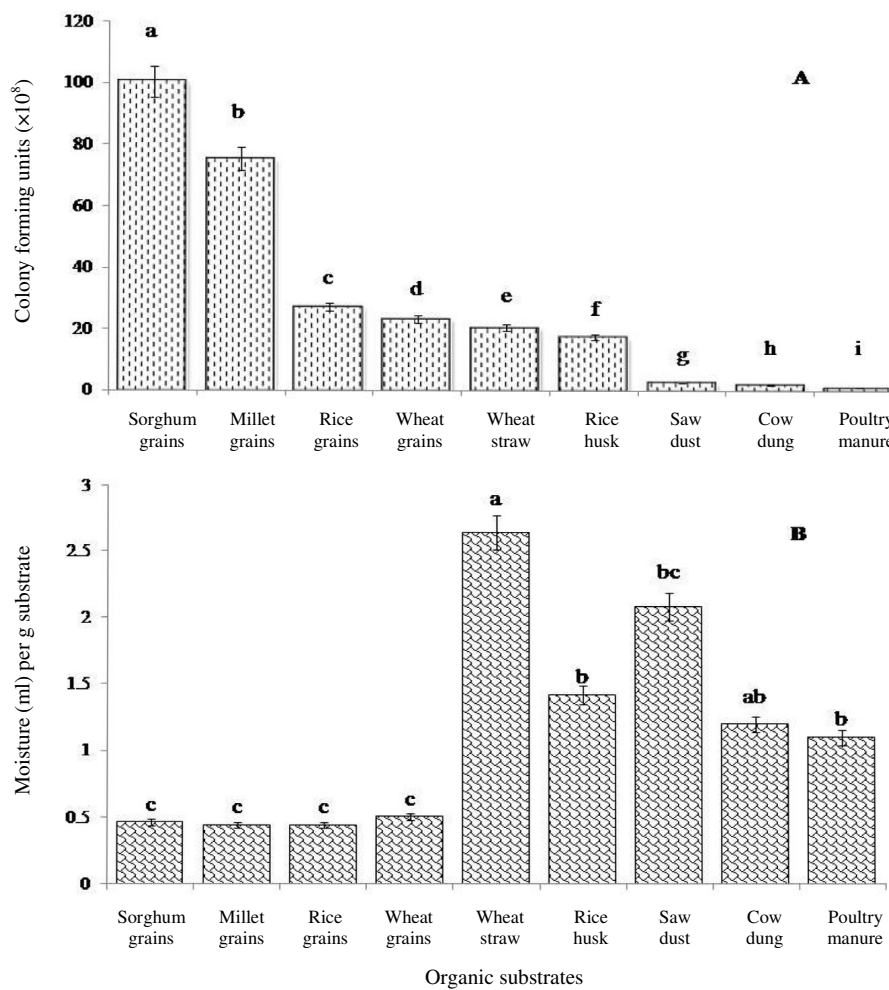 120
100
80
60
40
20
0
Colony forming units (×10⁸)
A
a
b
c
d
e
f
g
h
i
Sorghum grains
Millet grains
Rice grains
Wheat grains
Wheat straw
Rice husk
Saw dust
Cow dung
Poultry manure
3
2.5
2
1.5
1
0.5
0
Moisture (ml) per g substrate
B
c
c
c
c
a
b
bc
ab
b
Sorghum grains
Millet grains
Rice grains
Wheat grains
Wheat straw
Rice husk
Saw dust
Cow dung
Poultry manure
Organic substrates